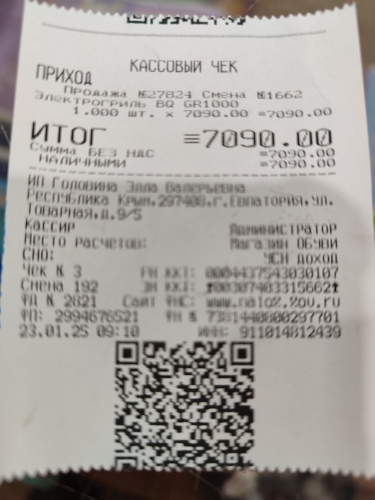 КАССОВЫЙ ЧЕК
ПРИХОД
Продажа №27824 Смена №1662
Электрогриль BQ GR1000
1.000 шт. x 7090.00 =7090.00
ИТОГ =7090.00
Сумма БЕЗ НДС =7090.00
НАЛИЧНЫМИ =7090.00
ИП Головина Элла Валерьевна
Республика Крым,297408,г.Евпатория,ул.
Товарная,д.9/5
Кассир Администратор
Место расчетов: Магазин ОБУВИ
СНО: УСН доход
Чек № 3 РН ККТ: 0004437543030107
Смена 192 ЗН ККТ:
ФД № 2821 Сайт ФНС: www.nalog.gov.ru
ФП: 2994676521 ФН №
23.01.25 09:10 ИНН: 911014812439